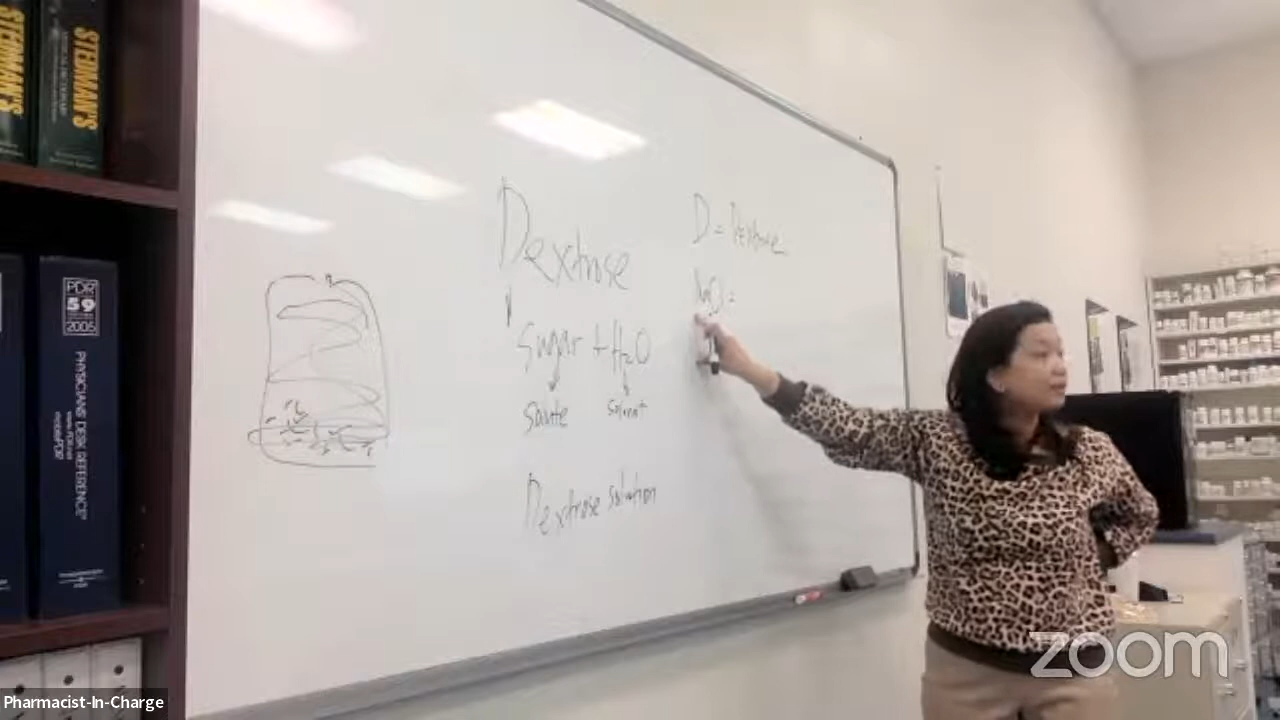 STEDMAN'S
STEDMAN'S
PDR
59
2005
PHYSICIANS' DESK REFERENCE
Dextrose
Sugar + H₂O
solute solvent
Dextrose solution
D = Dextrose
zoom
Pharmacist-In-Charge